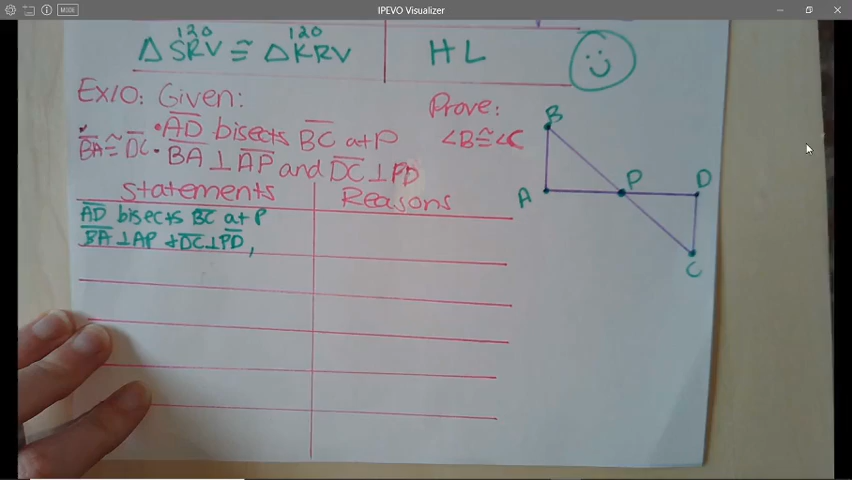 IPEVO Visualizer
MODE
120 120
△ SRV ≅ △KRV
HL
Ex10: Given:
• AD bisects BC at P
BA ≅ DC • BA ⊥ AP and DC ⊥ PD
Prove:
∠B ≅ ∠C
Statements
Reasons
AD bisects BC at P
BA ⊥ AP + DC ⊥ PD,
B
A
P
D
C